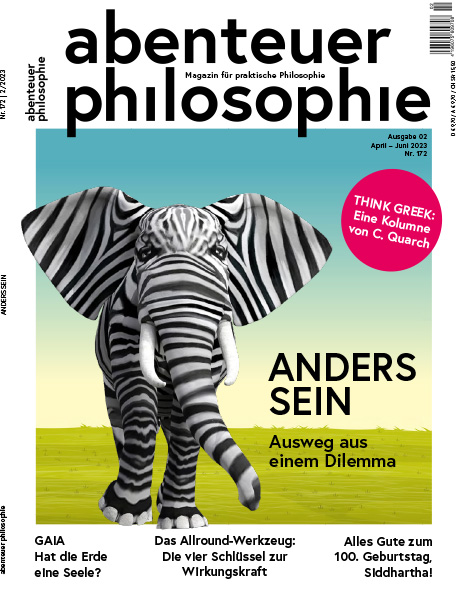 abenteuer
Magazin für praktische Philosophie
philosophie
Ausgabe 02
April – Juni 2023
Nr. 172
THINK GREEK:
Eine Kolumne
von C. Quarch
ANDERS
SEIN
Ausweg aus
einem Dilemma
GAIA
Hat die Erde
eine Seele?
Das Allround-Werkzeug:
Die vier Schlüssel zur
Wirkungskraft
Alles Gute zum
100. Geburtstag,
Siddhartha!
Nr. 172 | 2/2023
abenteuer
philosophie
ANDERS SEIN
abenteuer philosophie
02